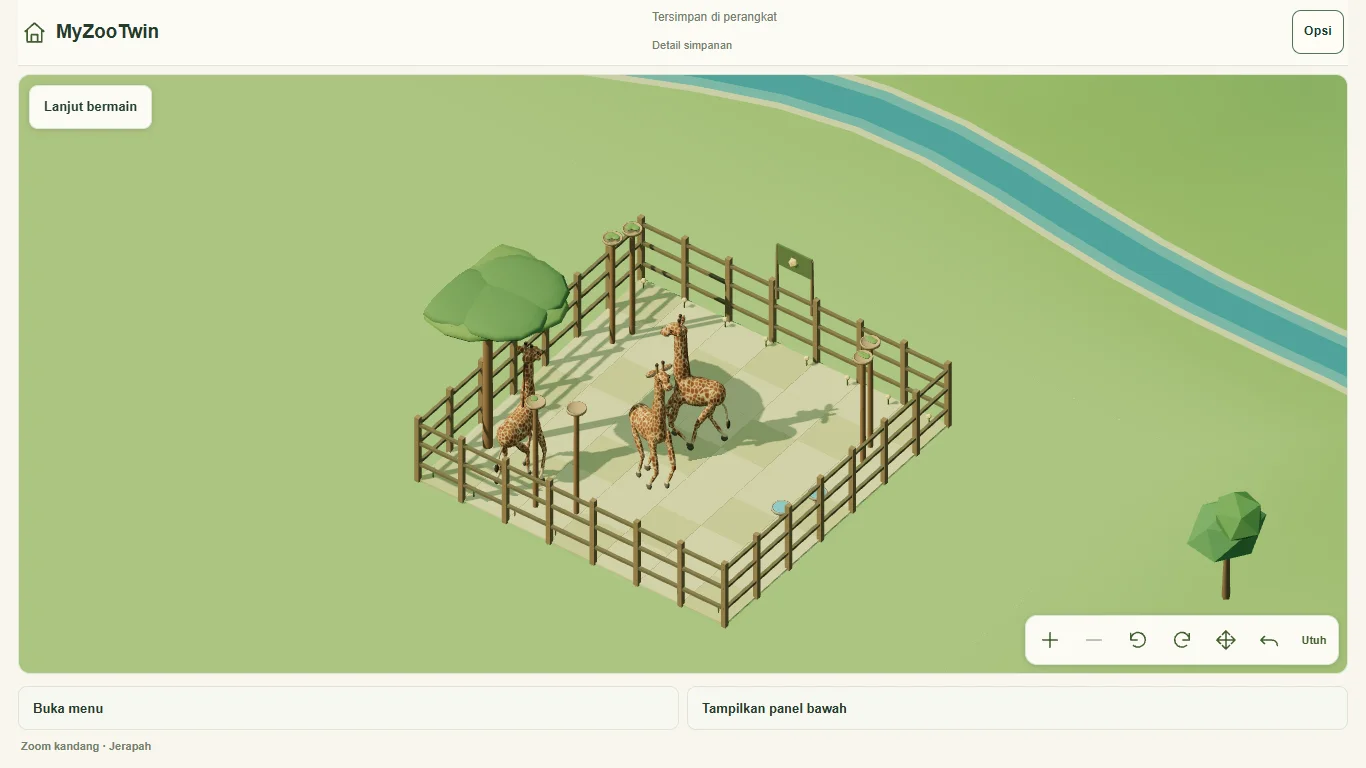 MyZooTwin
Tersimpan di perangkat
Detail simpanan
Opsi
Lanjut bermain
Utuh
Buka menu
Tampilkan panel bawah
Zoom kandang · Jerapah